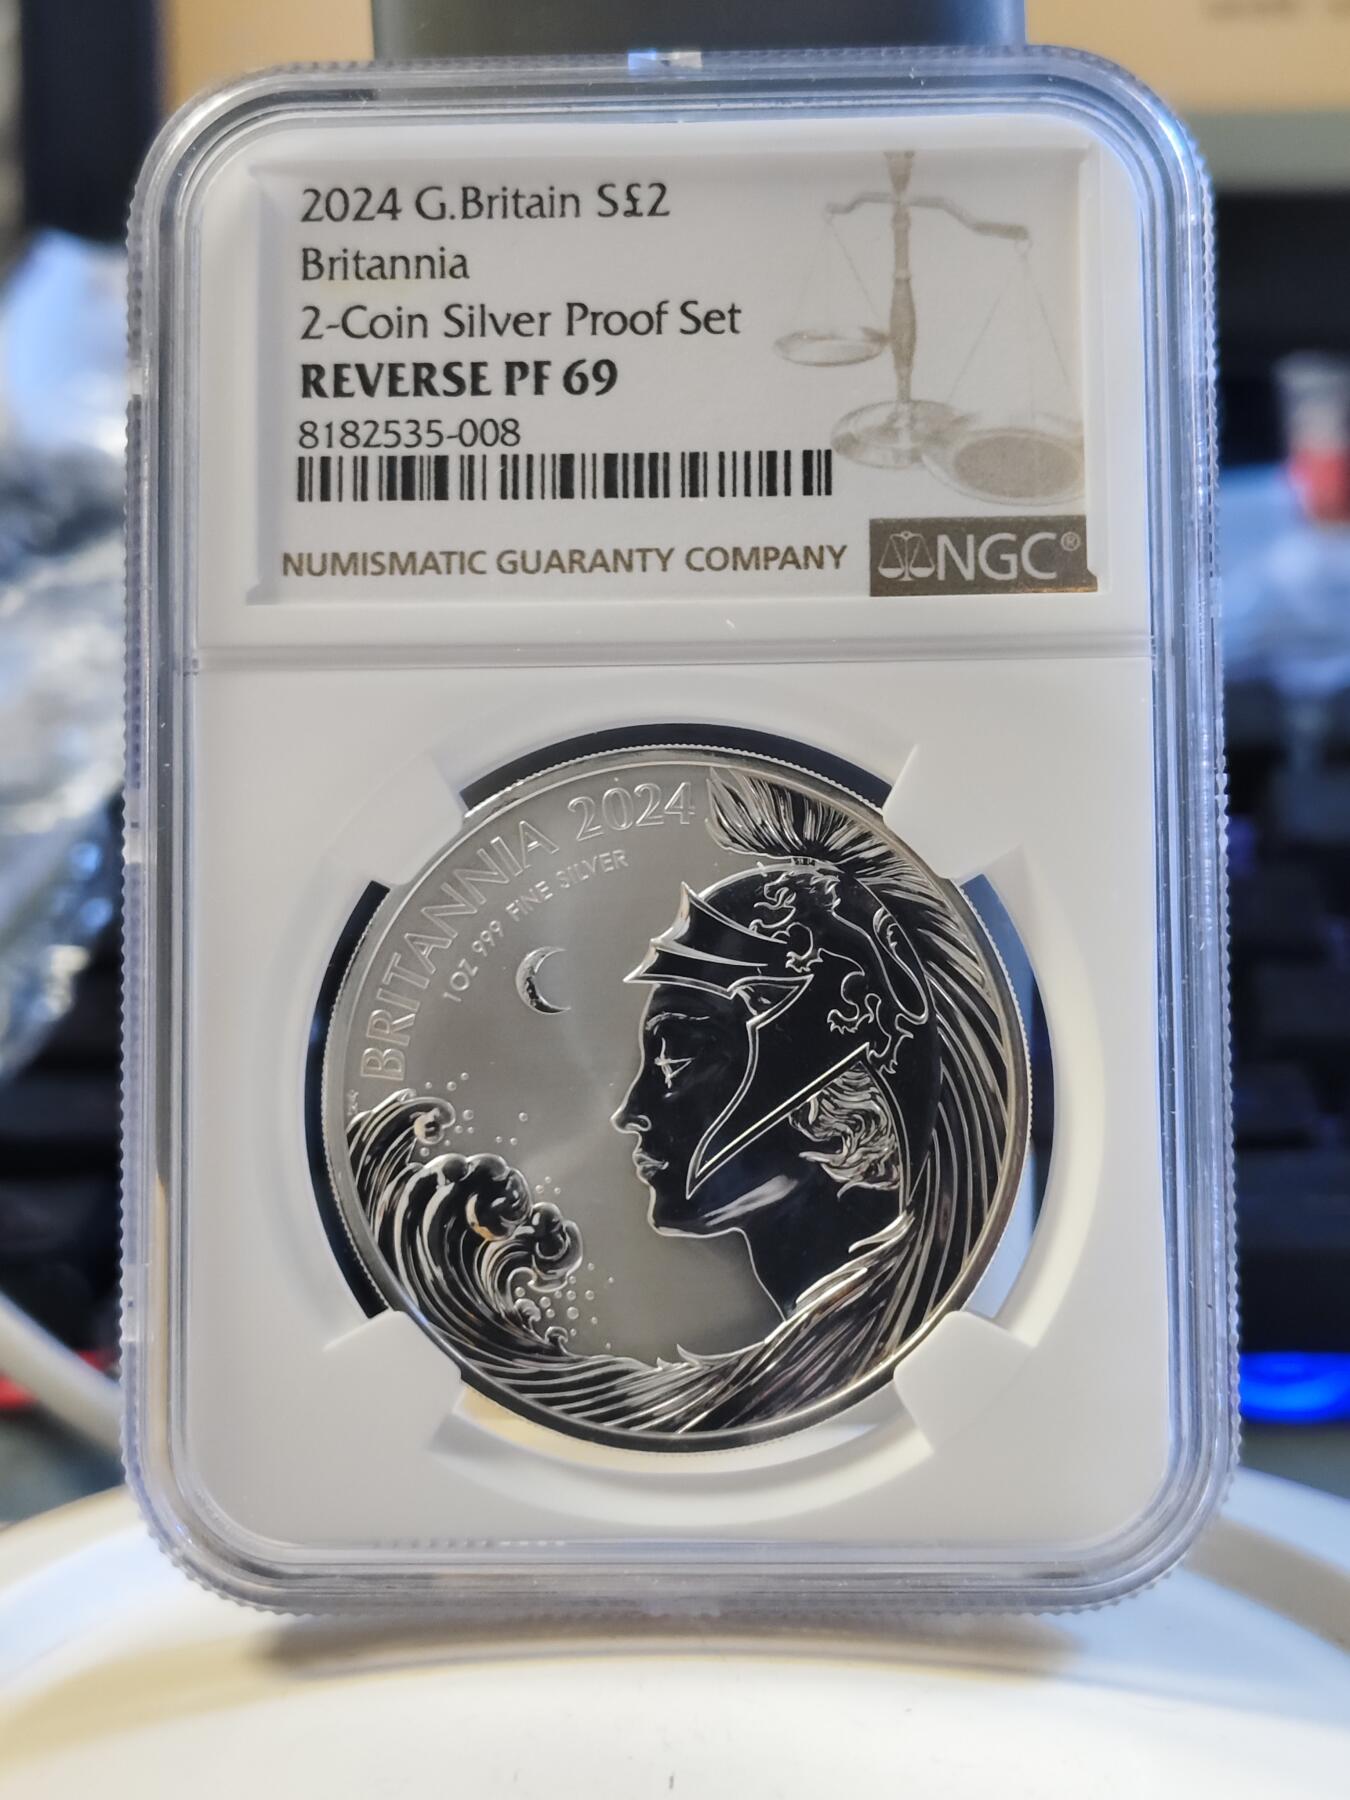 2024 G.Britain S£2
Britannia
2-Coin Silver Proof Set
REVERSE PF 69
8182535-008
NUMISMATIC GUARANTY COMPANY
NGC®
BRITANNIA 2024
1OZ 999 FINE SILVER